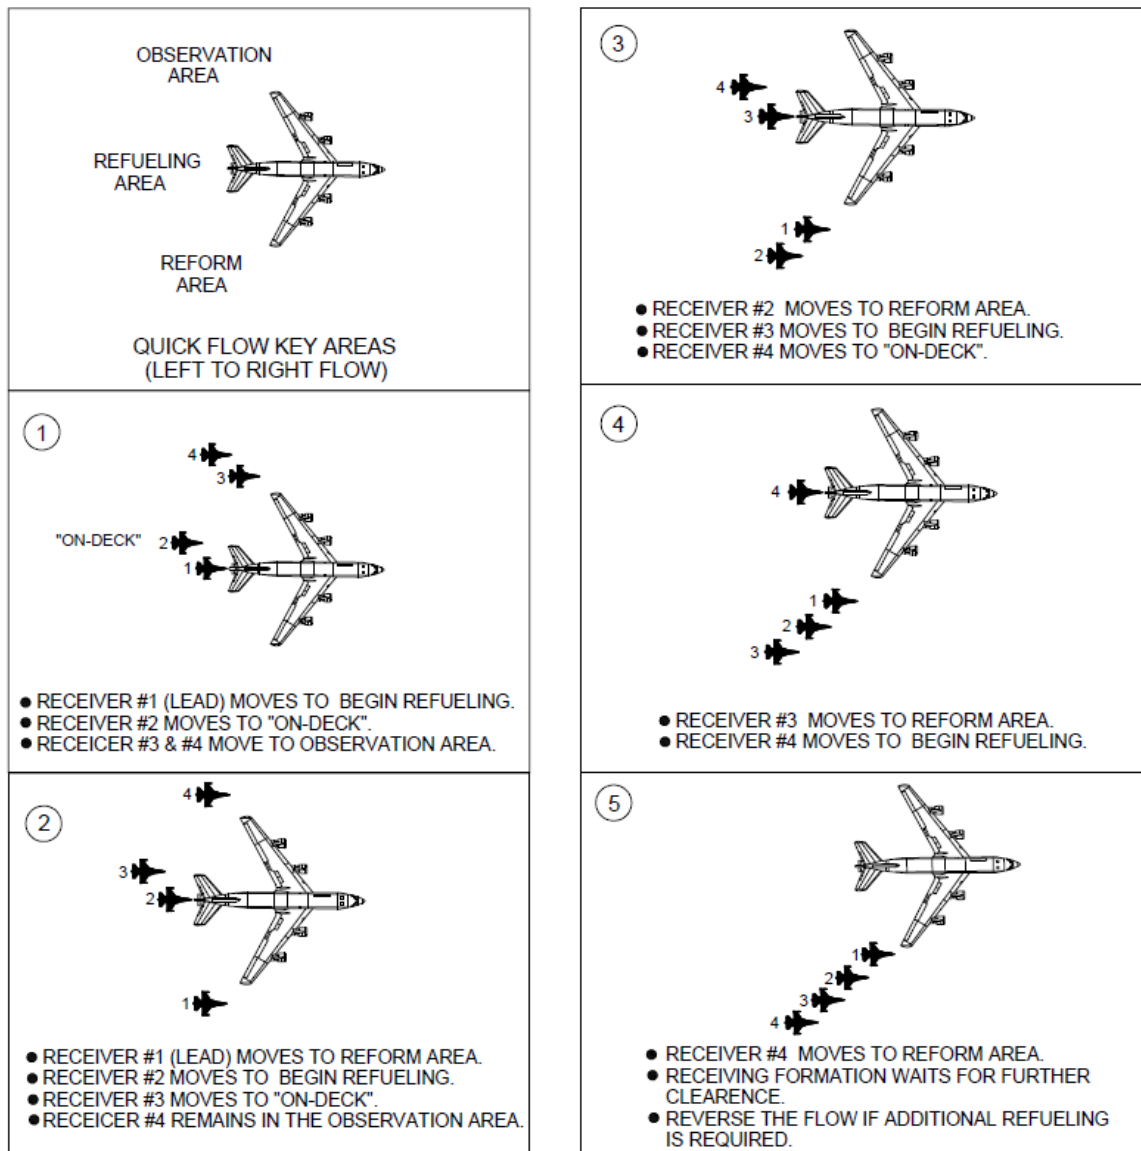 OBSERVATION
AREA
REFUELING
AREA
REFORM
AREA
QUICK FLOW KEY AREAS
(LEFT TO RIGHT FLOW)
1
4
3
"ON-DECK"
2
1
● RECEIVER #1 (LEAD) MOVES TO BEGIN REFUELING.
● RECEIVER #2 MOVES TO "ON-DECK".
● RECEICER #3 & #4 MOVE TO OBSERVATION AREA.
2
4
3
2
1
● RECEIVER #1 (LEAD) MOVES TO REFORM AREA.
● RECEIVER #2 MOVES TO BEGIN REFUELING.
● RECEIVER #3 MOVES TO "ON-DECK".
● RECEICER #4 REMAINS IN THE OBSERVATION AREA.
3
4
3
1
2
● RECEIVER #2 MOVES TO REFORM AREA.
● RECEIVER #3 MOVES TO BEGIN REFUELING.
● RECEIVER #4 MOVES TO "ON-DECK".
4
4
1
2
3
● RECEIVER #3 MOVES TO REFORM AREA.
● RECEIVER #4 MOVES TO BEGIN REFUELING.
5
1
2
3
4
● RECEIVER #4 MOVES TO REFORM AREA.
● RECEIVING FORMATION WAITS FOR FURTHER
CLEARENCE.
● REVERSE THE FLOW IF ADDITIONAL REFUELING
IS REQUIRED.